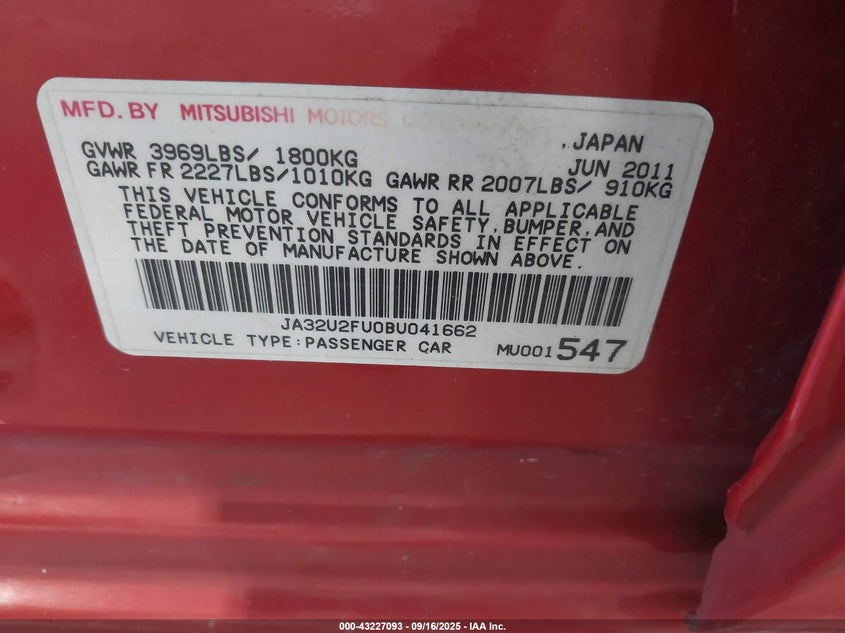 MFD. BY MITSUBISHI MOTORS CORPORATION
, JAPAN
GVWR 3969LBS/ 1800KG JUN 2011
GAWR FR 2227LBS/1010KG GAWR RR 2007LBS/ 910KG
THIS VEHICLE CONFORMS TO ALL APPLICABLE
FEDERAL MOTOR VEHICLE SAFETY, BUMPER, AND
THEFT PREVENTION STANDARDS IN EFFECT ON
THE DATE OF MANUFACTURE SHOWN ABOVE.
JA32U2FU0BU041662
VEHICLE TYPE:PASSENGER CAR MU001547
000-43227093 - 09/16/2025 - IAA Inc.